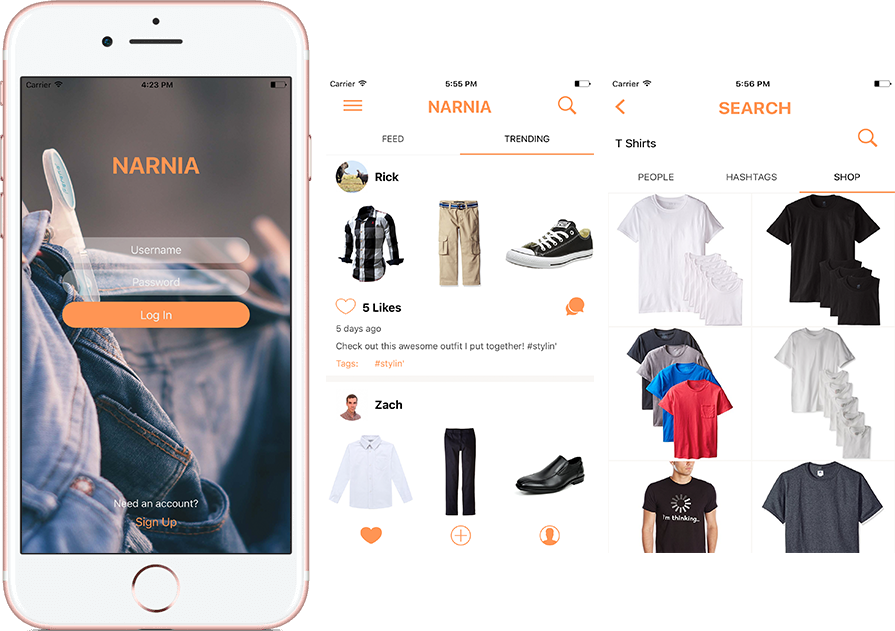 Carrier 4:23 PM
NARNIA
Username
Password
Log In
Need an account?
Sign Up
Carrier 5:55 PM
NARNIA
FEED TRENDING
Rick
5 Likes
5 days ago
Check out this awesome outfit I put together! #stylin'
Tags: #stylin'
Zach
Carrier 5:56 PM
SEARCH
T Shirts
PEOPLE HASHTAGS SHOP
I'm thinking...